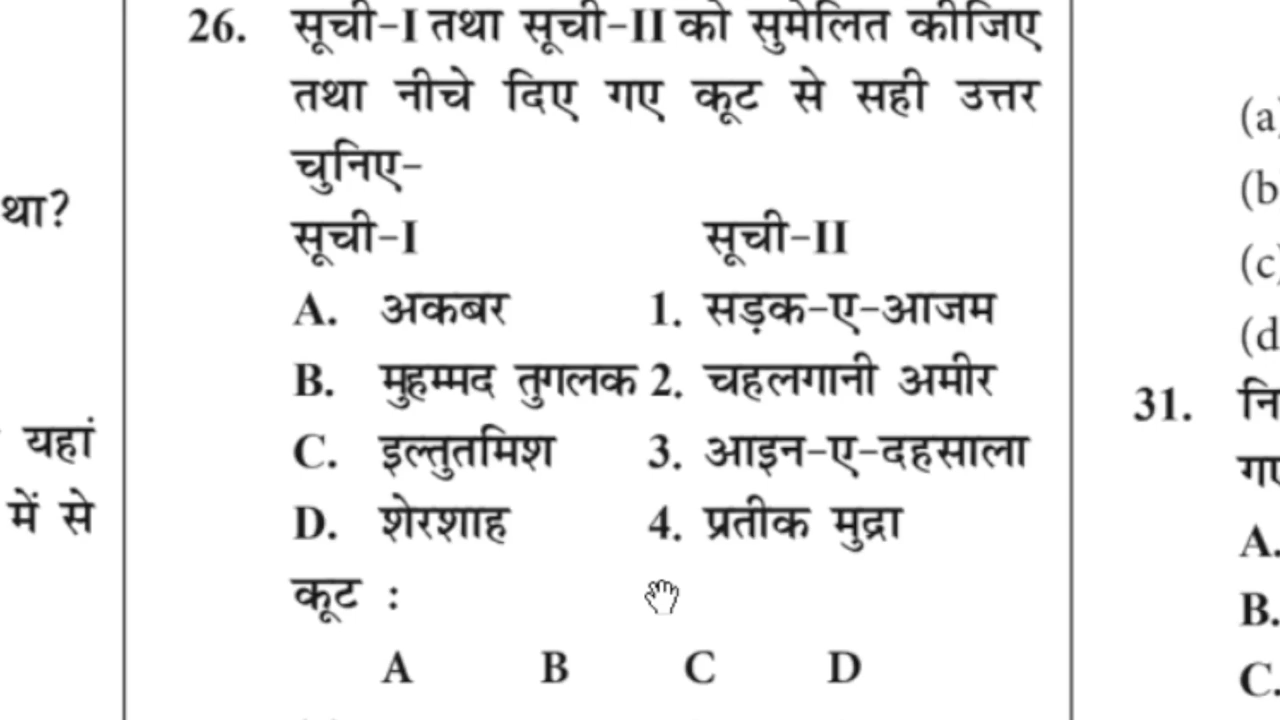 था?
यहां
में से
26. सूची-I तथा सूची-II को सुमेलित कीजिए
तथा नीचे दिए गए कूट से सही उत्तर
चुनिए-
सूची-I सूची-II
A. अकबर 1. सड़क-ए-आजम
B. मुहम्मद तुगलक 2. चहलगानी अमीर
C. इल्तुतमिश 3. आइन-ए-दहसाला
D. शेरशाह 4. प्रतीक मुद्रा
कूट :
A B C D
(a)
(b
(c)
(d
31. नि
गए
A.
B.
C.